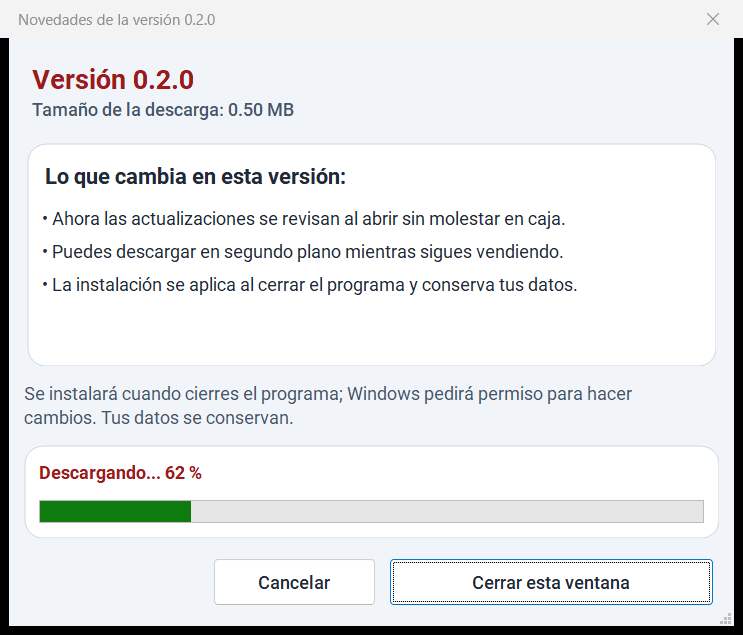 Novedades de la versión 0.2.0
Versión 0.2.0
Tamaño de la descarga: 0.50 MB
Lo que cambia en esta versión:
• Ahora las actualizaciones se revisan al abrir sin molestar en caja.
• Puedes descargar en segundo plano mientras sigues vendiendo.
• La instalación se aplica al cerrar el programa y conserva tus datos.
Se instalará cuando cierres el programa; Windows pedirá permiso para hacer
cambios. Tus datos se conservan.
Descargando... 62 %
Cancelar
Cerrar esta ventana